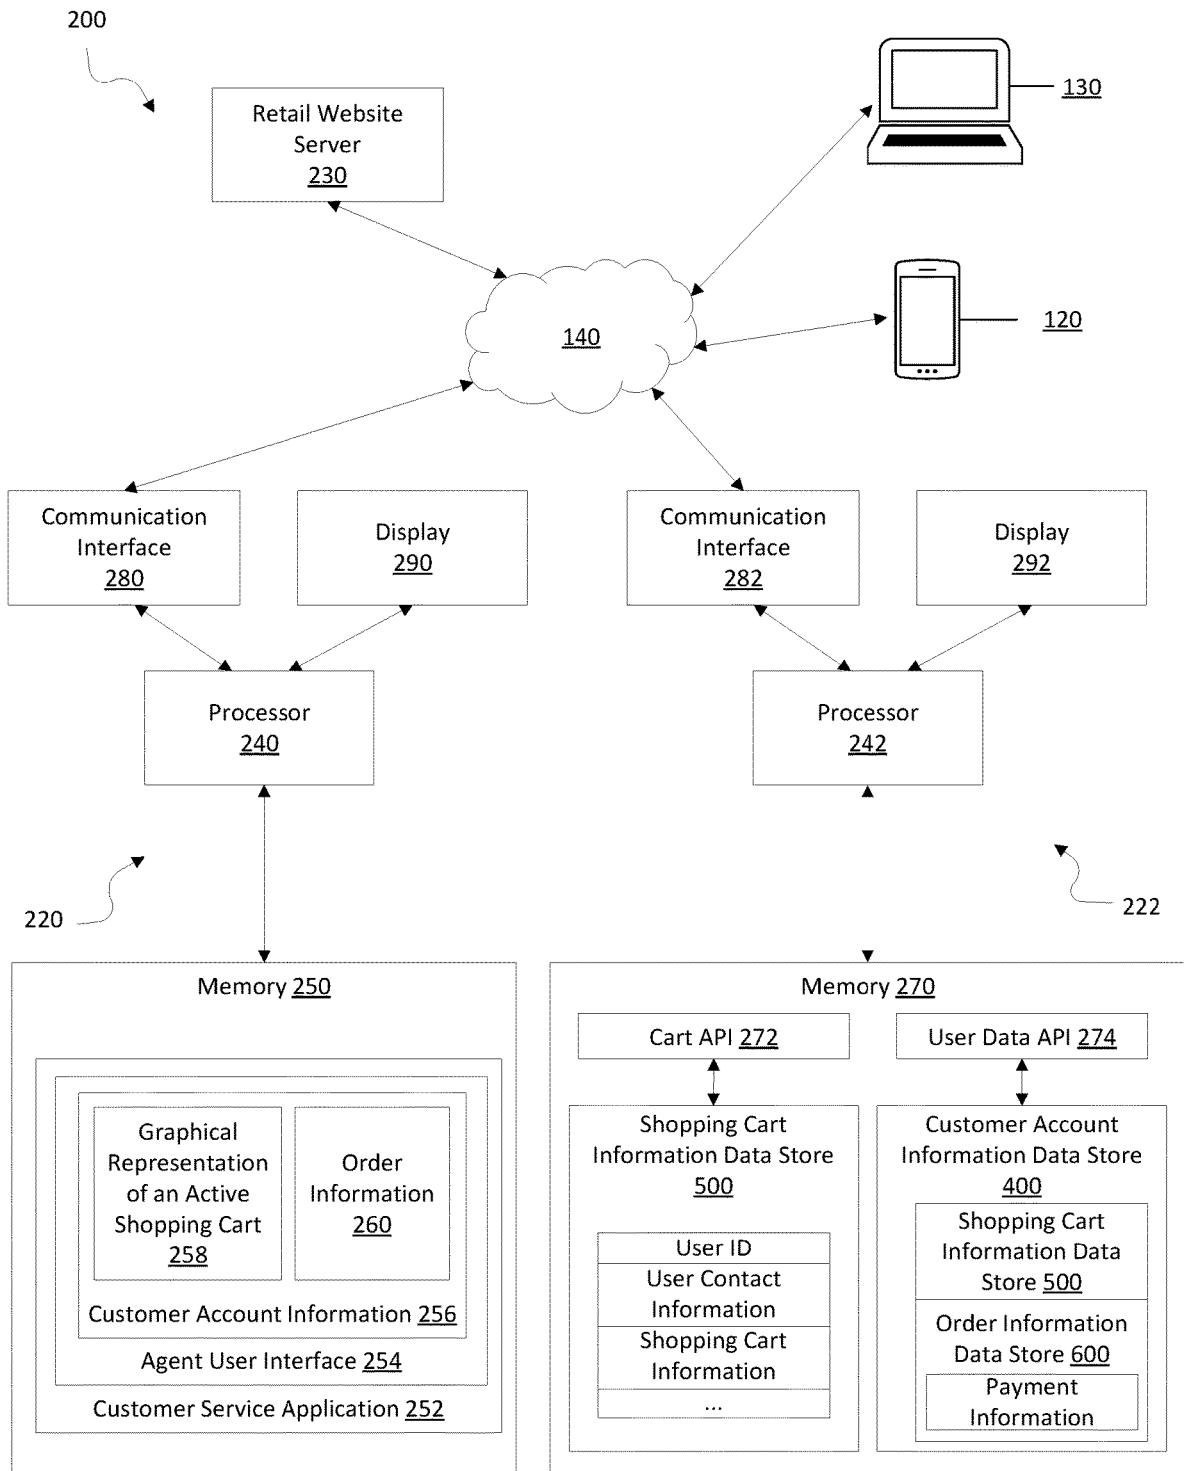 200
Retail Website
Server
230
130
140
120
Communication
Interface
280
Display
290
Communication
Interface
282
Display
292
Processor
240
Processor
242
220
222
Memory 250
Graphical
Representation
of an Active
Shopping Cart
258
Order
Information
260
Customer Account Information 256
Agent User Interface 254
Customer Service Application 252
Memory 270
Cart API 272
User Data API 274
Shopping Cart
Information Data Store
500
User ID
User Contact
Information
Shopping Cart
Information
...
Customer Account
Information Data Store
400
Shopping Cart
Information Data
Store 500
Order Information
Data Store 600
Payment
Information